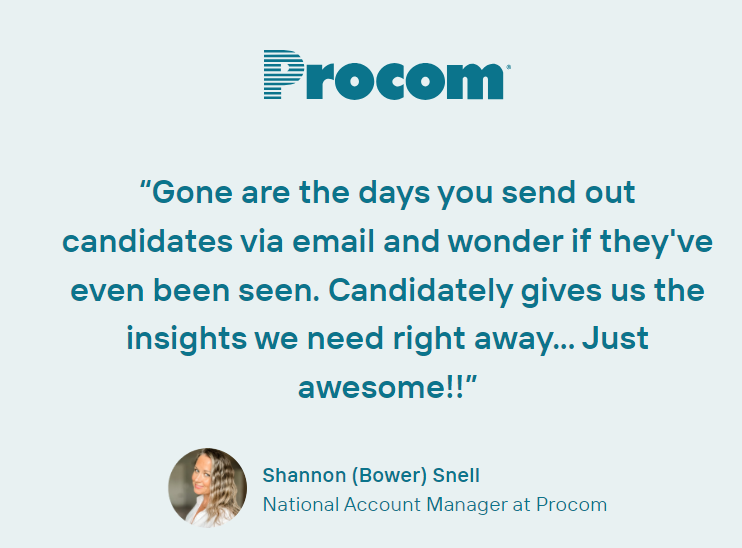 Procom®
“Gone are the days you send out
candidates via email and wonder if they've
even been seen. Candidately gives us the
insights we need right away... Just
awesome!!”
Shannon (Bower) Snell
National Account Manager at Procom